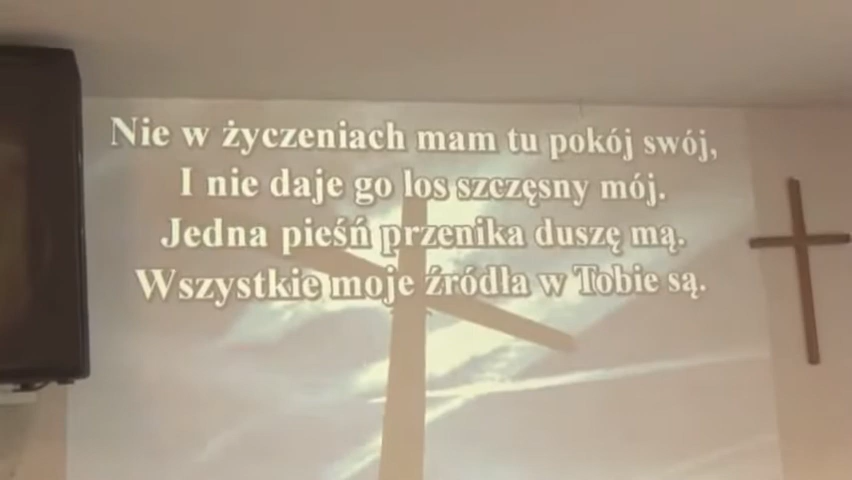 Nie w życzeniach mam tu pokój swój,
I nie daje go los szczęsny mój.
Jedna pieśń przenika duszę mą.
Wszystkie moje źródła w Tobie są.